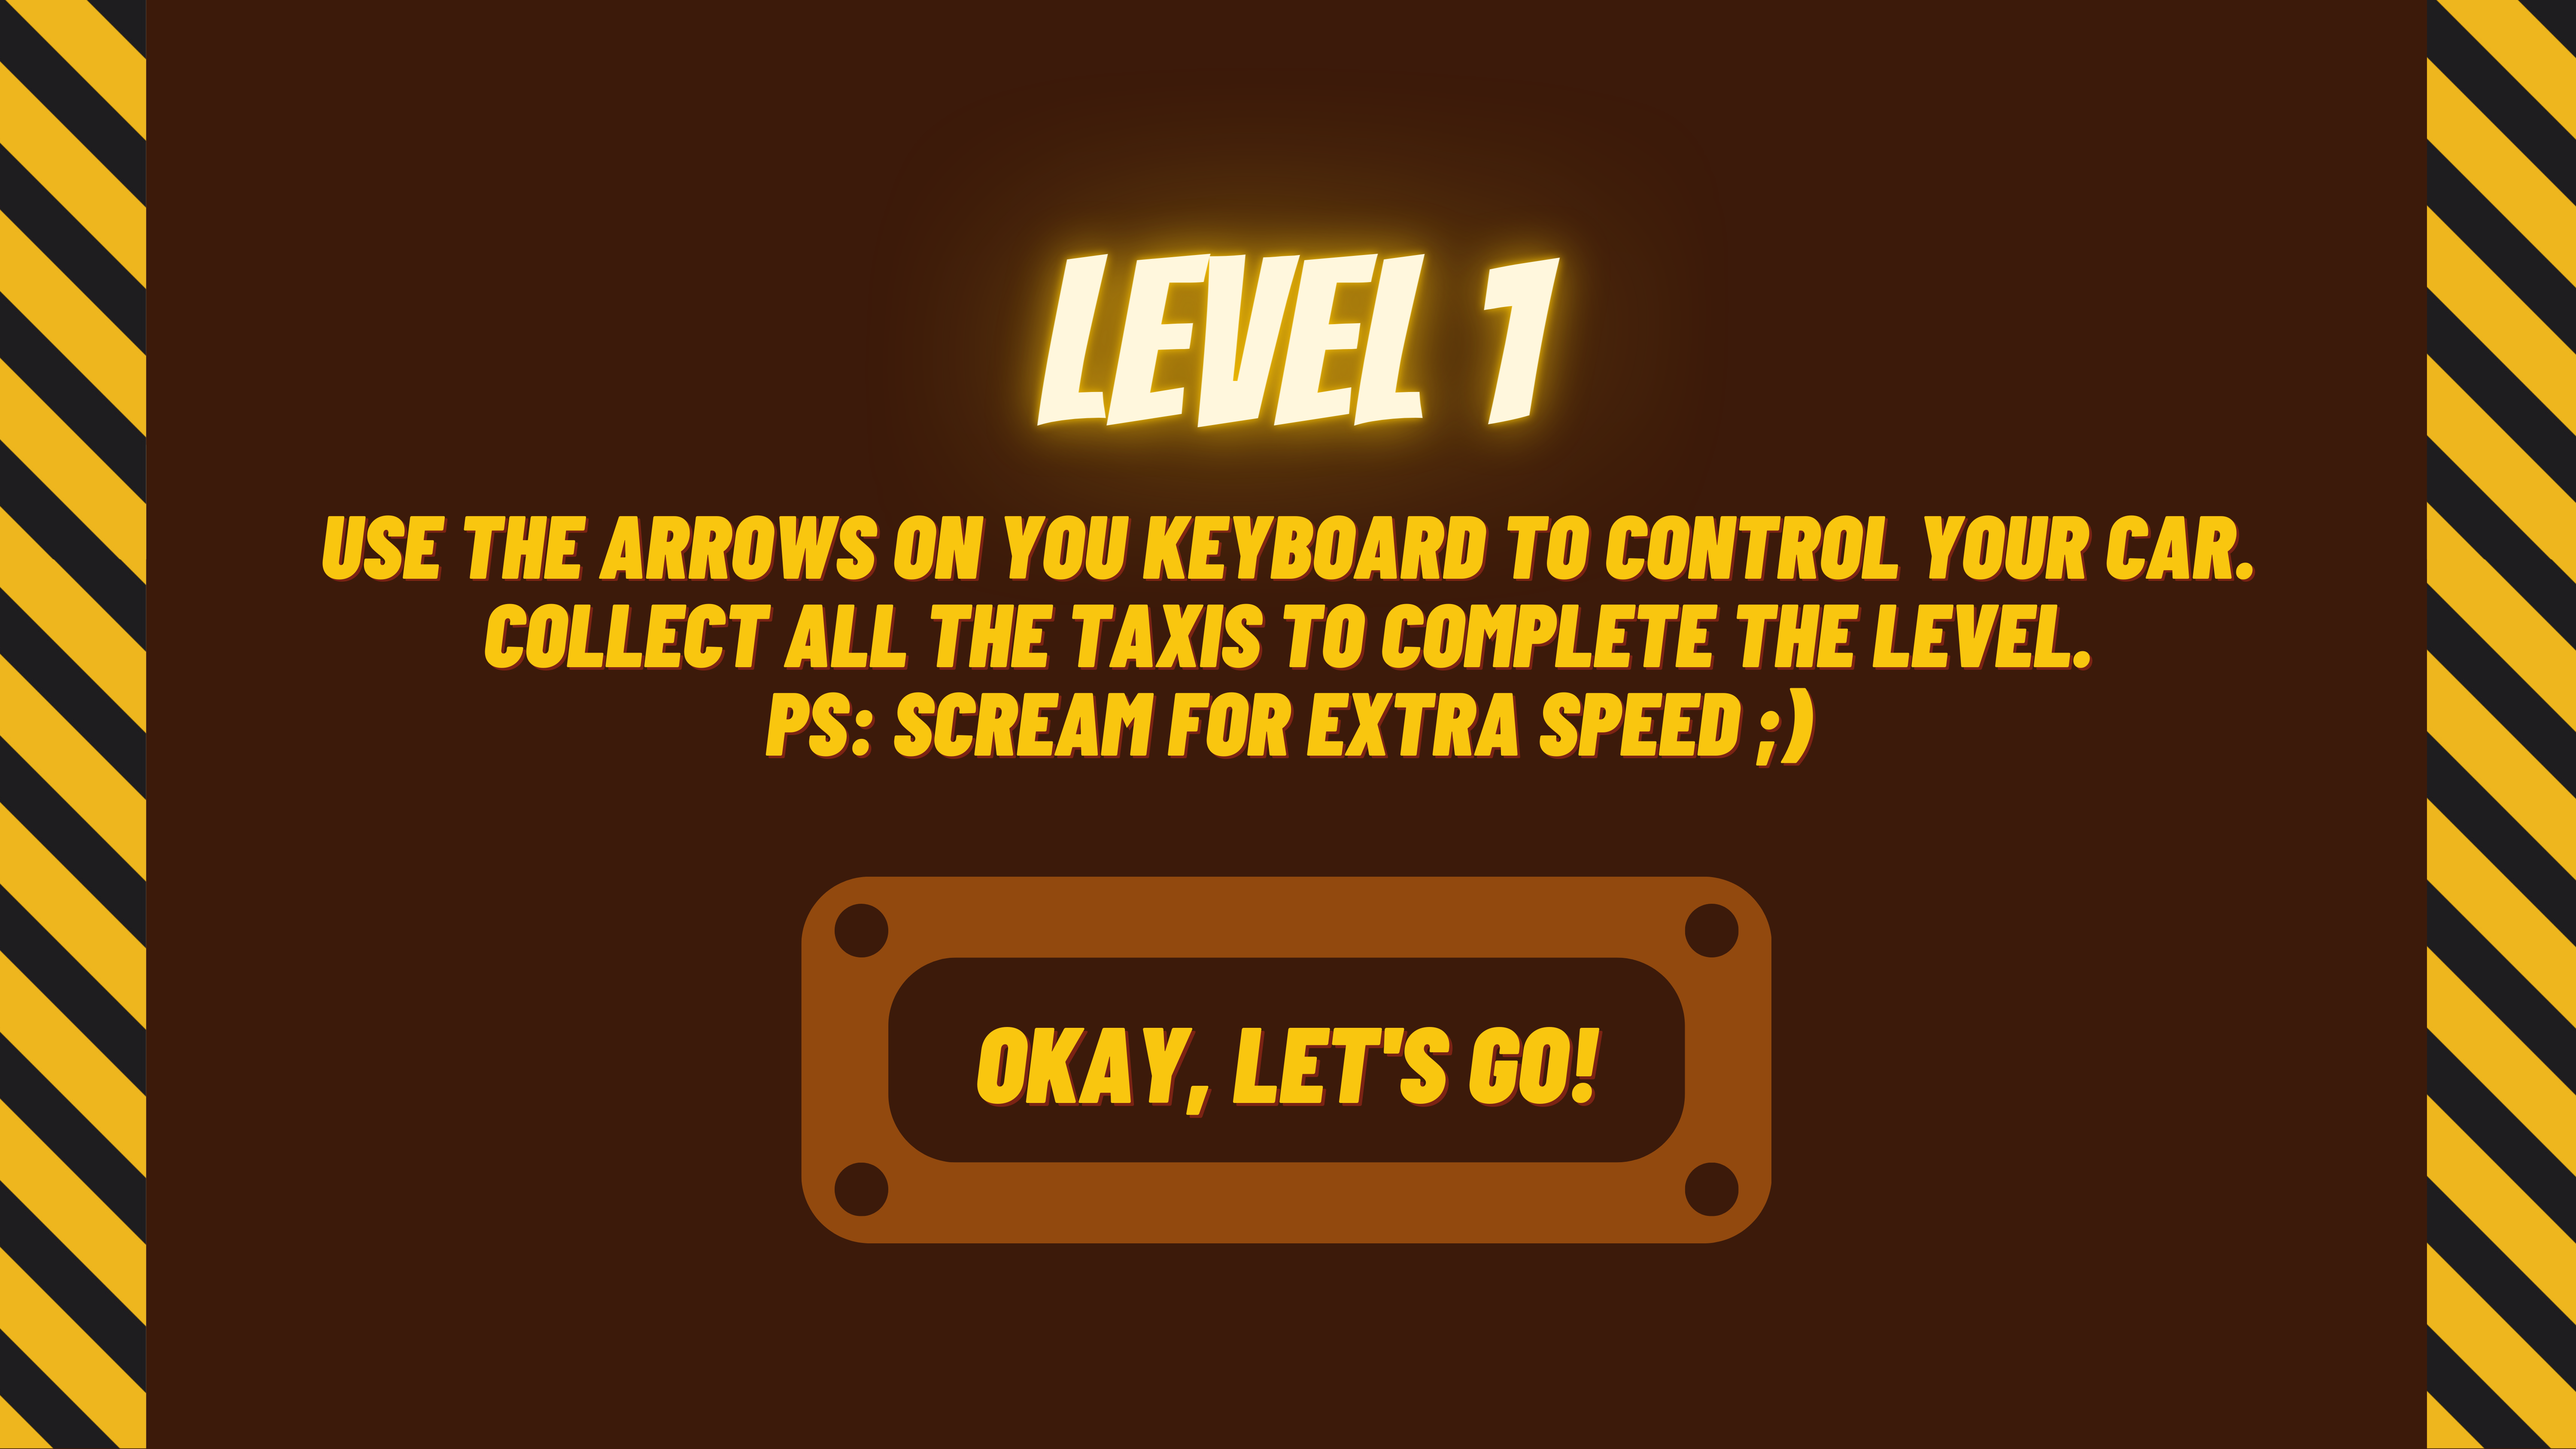 LEVEL 1
USE THE ARROWS ON YOU KEYBOARD TO CONTROL YOUR CAR.
COLLECT ALL THE TAXIS TO COMPLETE THE LEVEL.
PS: SCREAM FOR EXTRA SPEED ;)
OKAY, LET'S GO!